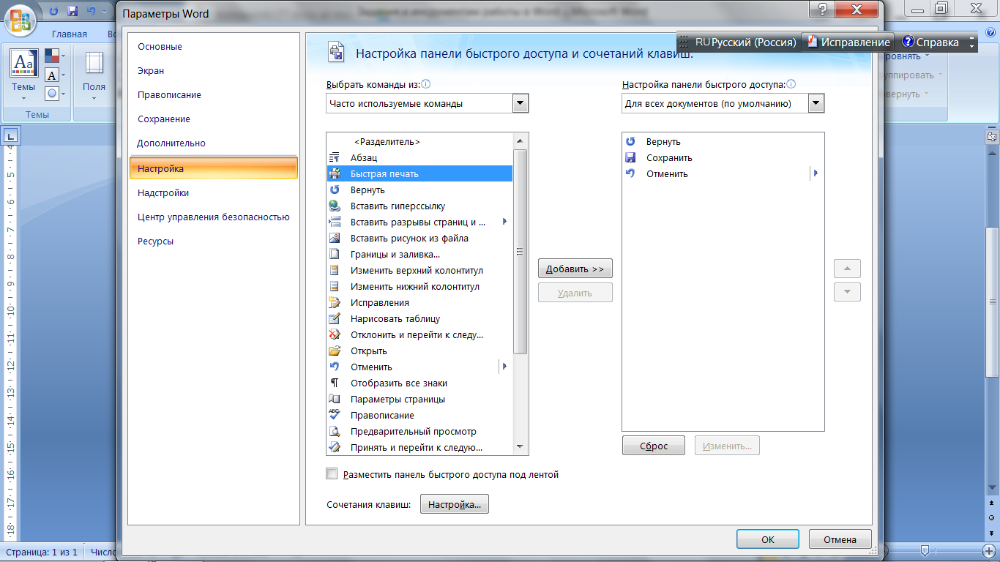 Параметры Word
Главная
RU Русский (Россия) Исправление Справка
Темы
Поля
Темы
Основные
Экран
Правописание
Сохранение
Дополнительно
Настройка
Надстройки
Центр управления безопасностью
Ресурсы
Настройка панели быстрого доступа и сочетаний клавиш.
Выбрать команды из:
Часто используемые команды
Настройка панели быстрого доступа:
Для всех документов (по умолчанию)
<Разделитель>
Абзац
Быстрая печать
Вернуть
Вставить гиперссылку
Вставить разрывы страниц и ...
Вставить рисунок из файла
Границы и заливка...
Изменить верхний колонтитул
Изменить нижний колонтитул
Исправления
Нарисовать таблицу
Отклонить и перейти к следу...
Открыть
Отменить
Отобразить все знаки
Параметры страницы
Правописание
Предварительный просмотр
Принять и перейти к следую...
Добавить >>
Удалить
Вернуть
Сохранить
Отменить
Сброс
Изменить...
Разместить панель быстрого доступа под лентой
Сочетания клавиш:
Настройка...
ОК
Отмена
Страница: 1 из 1